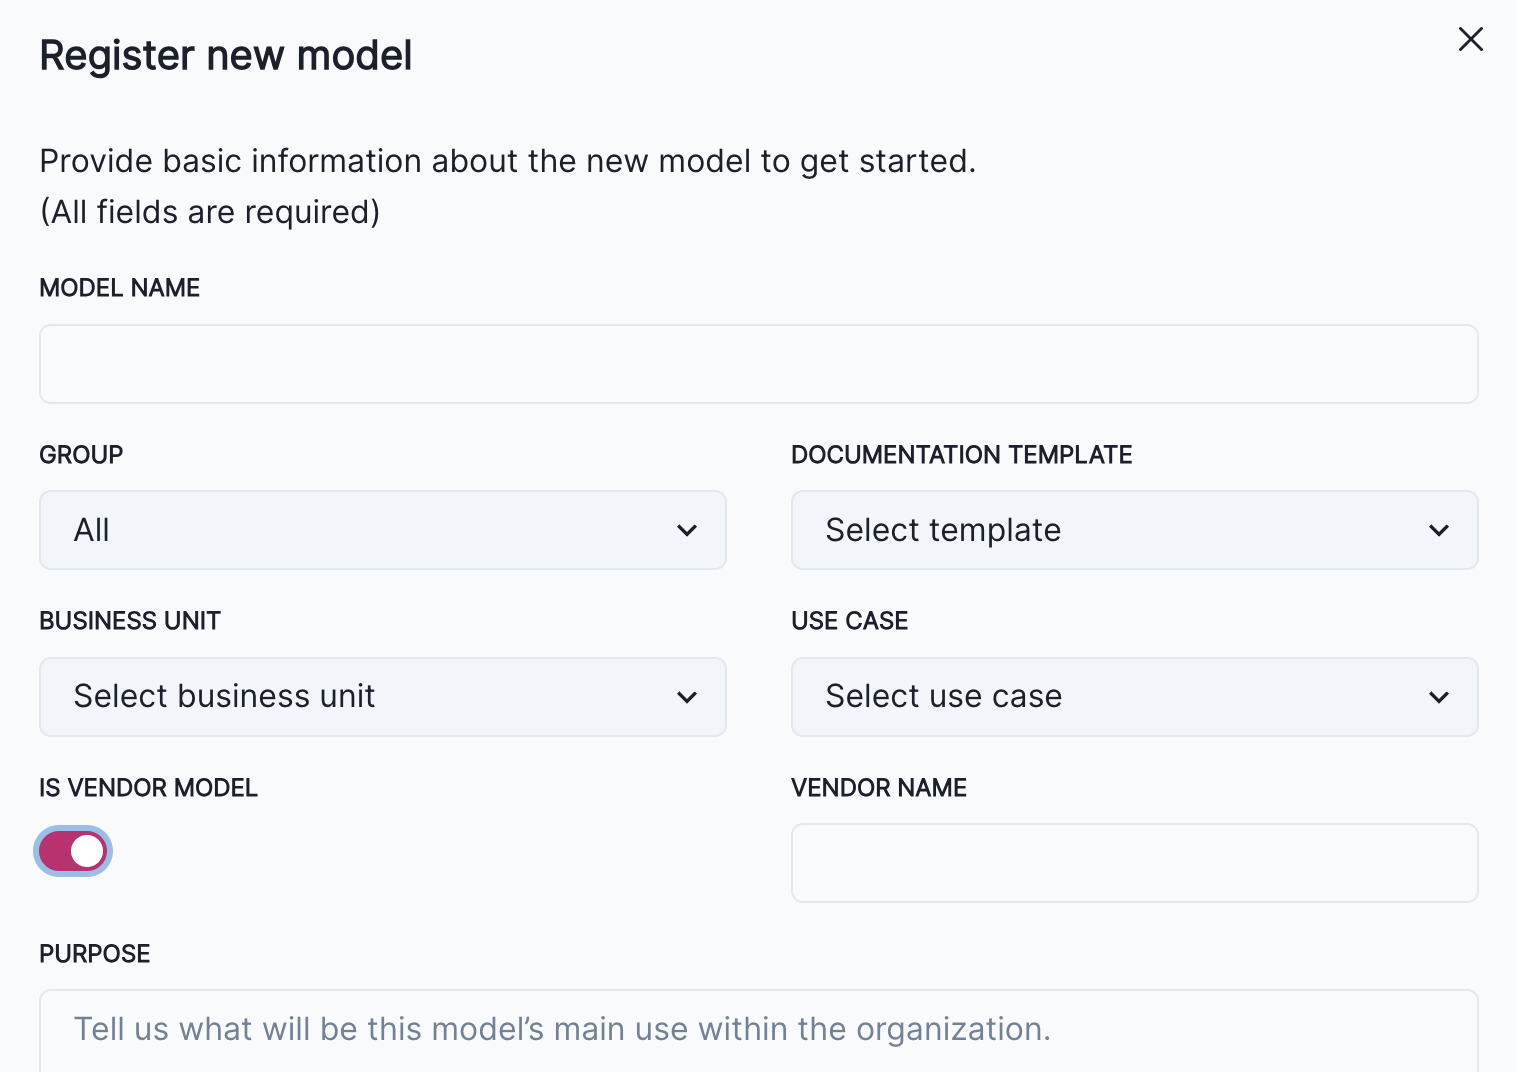 Register new model
Provide basic information about the new model to get started.
(All fields are required)
MODEL NAME
GROUP
DOCUMENTATION TEMPLATE
All
Select template
BUSINESS UNIT
USE CASE
Select business unit
Select use case
IS VENDOR MODEL
VENDOR NAME
PURPOSE
Tell us what will be this model’s main use within the organization.